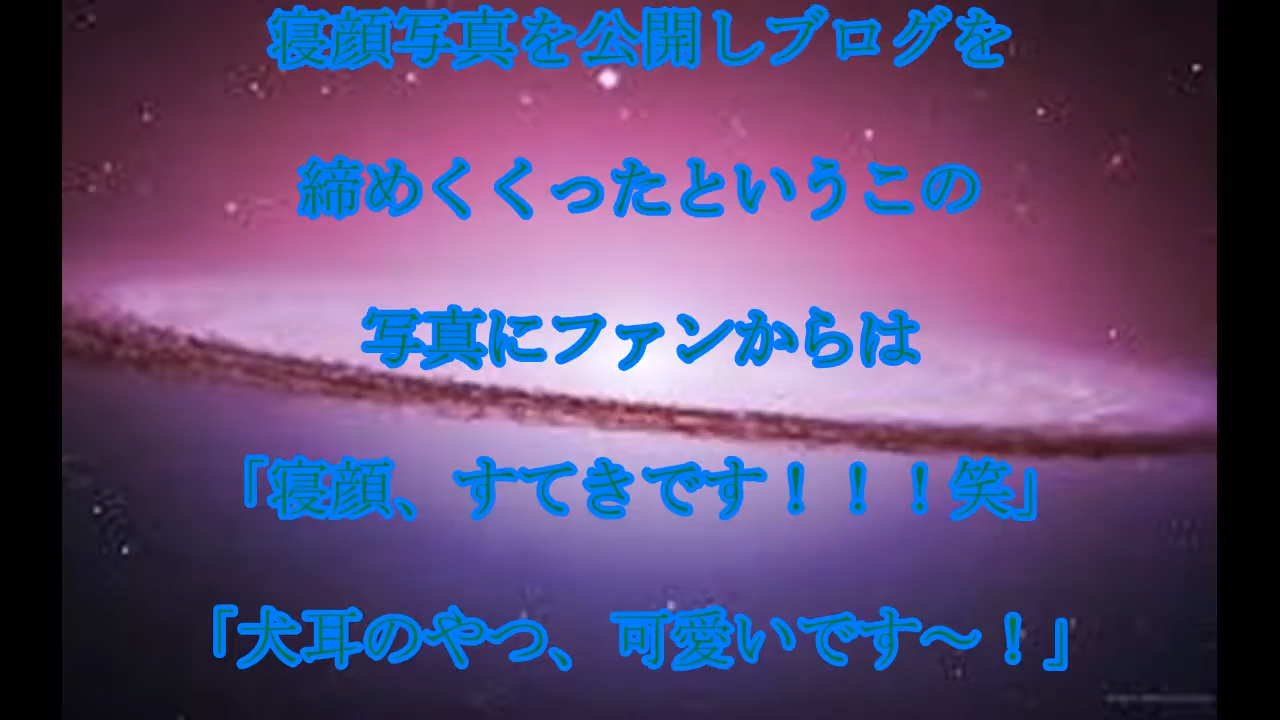 寝顔写真を公開しブログを
締めくくったというこの
写真にファンからは
「寝顔、すてきです！！！笑」
「犬耳のやつ、可愛いです～！」